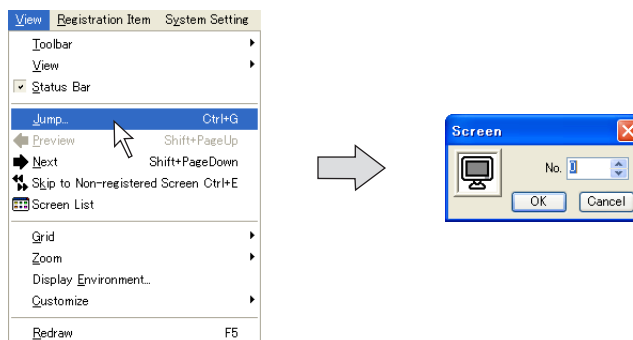 View Registration Item System Setting
Toolbar
View
Status Bar
Jump... Ctrl+G
Preview Shift+PageUp
Next Shift+PageDown
Skip to Non-registered Screen Ctrl+E
Screen List
Grid
Zoom
Display Environment...
Customize
Redraw F5
Screen
No. 0
OK Cancel